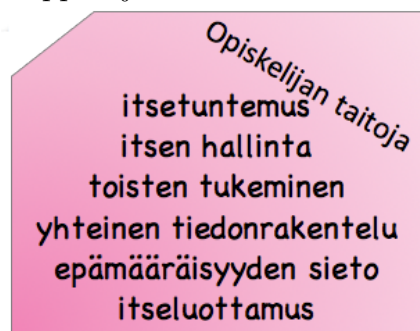 Opiskelijan taitoja
itsetuntemus
itsen hallinta
toisten tukeminen
yhteinen tiedonrakentelu
epämääräisyyden sieto
itseluottamus